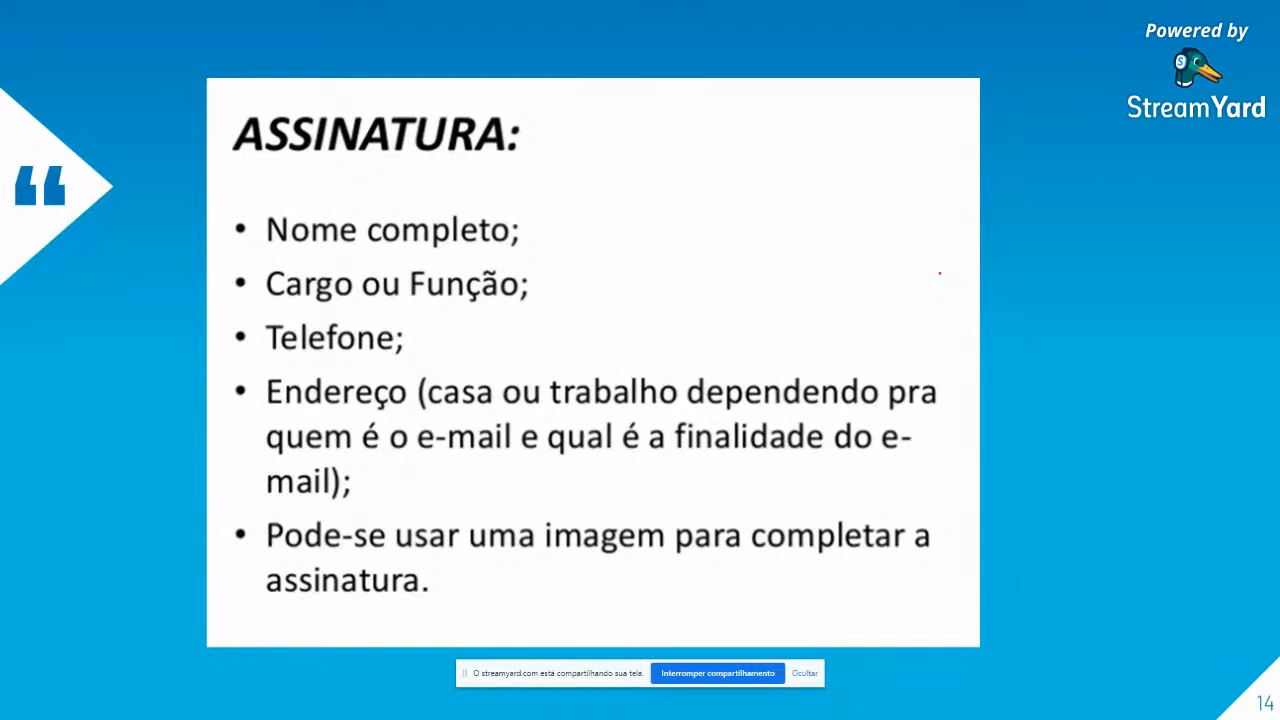 Powered by
StreamYard
“
ASSINATURA:
• Nome completo;
• Cargo ou Função;
• Telefone;
• Endereço (casa ou trabalho dependendo pra
quem é o e-mail e qual é a finalidade do e-
mail);
• Pode-se usar uma imagem para completar a
assinatura.
O streamyard.com está compartilhando sua tela. Interromper compartilhamento Ocultar
14